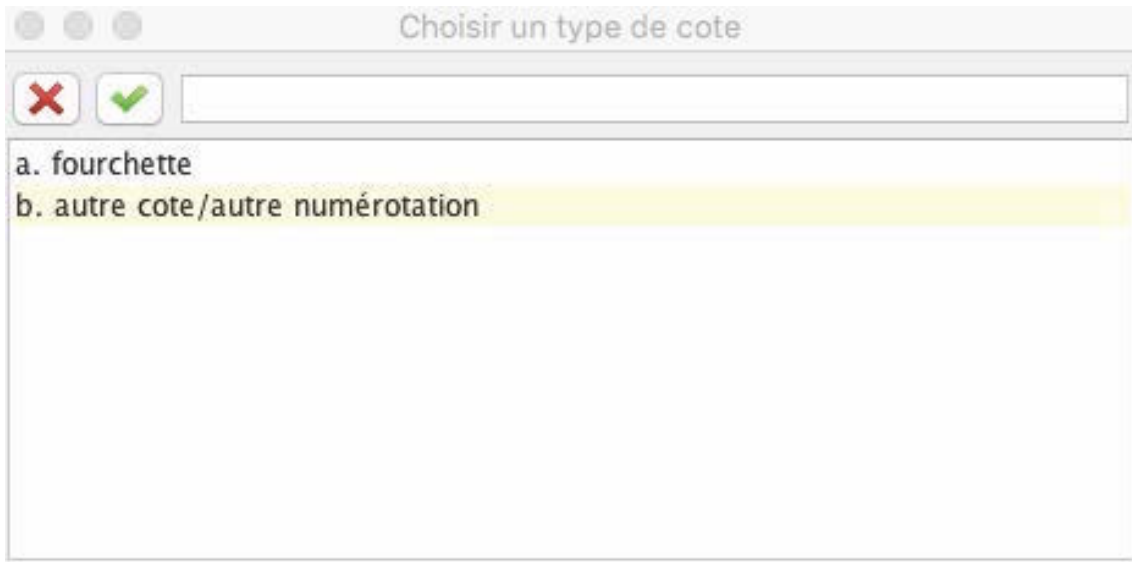 Choisir un type de cote
a. fourchette
b. autre cote/autre numérotation